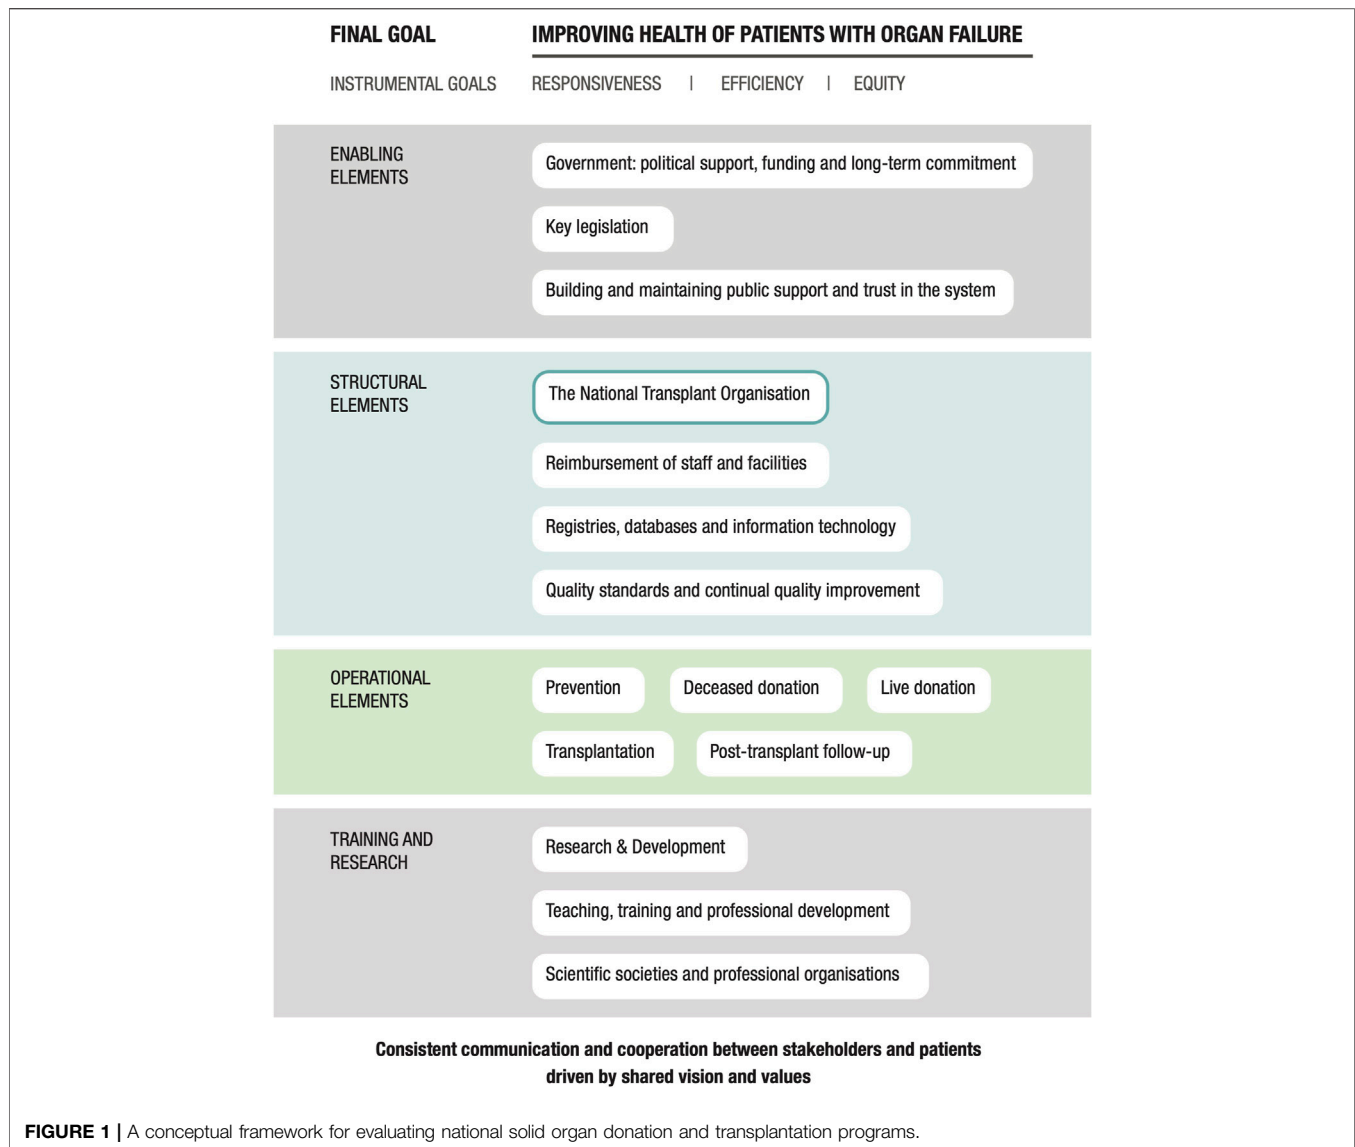 FINAL GOAL IMPROVING HEALTH OF PATIENTS WITH ORGAN FAILURE
INSTRUMENTAL GOALS RESPONSIVENESS | EFFICIENCY | EQUITY
ENABLING
ELEMENTS
Government: political support, funding and long-term commitment
Key legislation
Building and maintaining public support and trust in the system
STRUCTURAL
ELEMENTS
The National Transplant Organisation
Reimbursement of staff and facilities
Registries, databases and information technology
Quality standards and continual quality improvement
OPERATIONAL
ELEMENTS
Prevention Deceased donation Live donation
Transplantation Post-transplant follow-up
TRAINING AND
RESEARCH
Research & Development
Teaching, training and professional development
Scientific societies and professional organisations
Consistent communication and cooperation between stakeholders and patients
driven by shared vision and values
FIGURE 1 | A conceptual framework for evaluating national solid organ donation and transplantation programs.